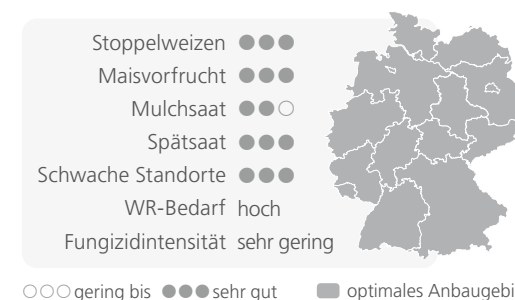 Stoppelweizen ●●●
Maisvorfrucht ●●●
Mulchsaat ●●○
Spätsaat ●●●
Schwache Standorte ●●●
WR-Bedarf hoch
Fungizidintensität sehr gering
○○○ gering bis ●●● sehr gut optimales Anbaugebi